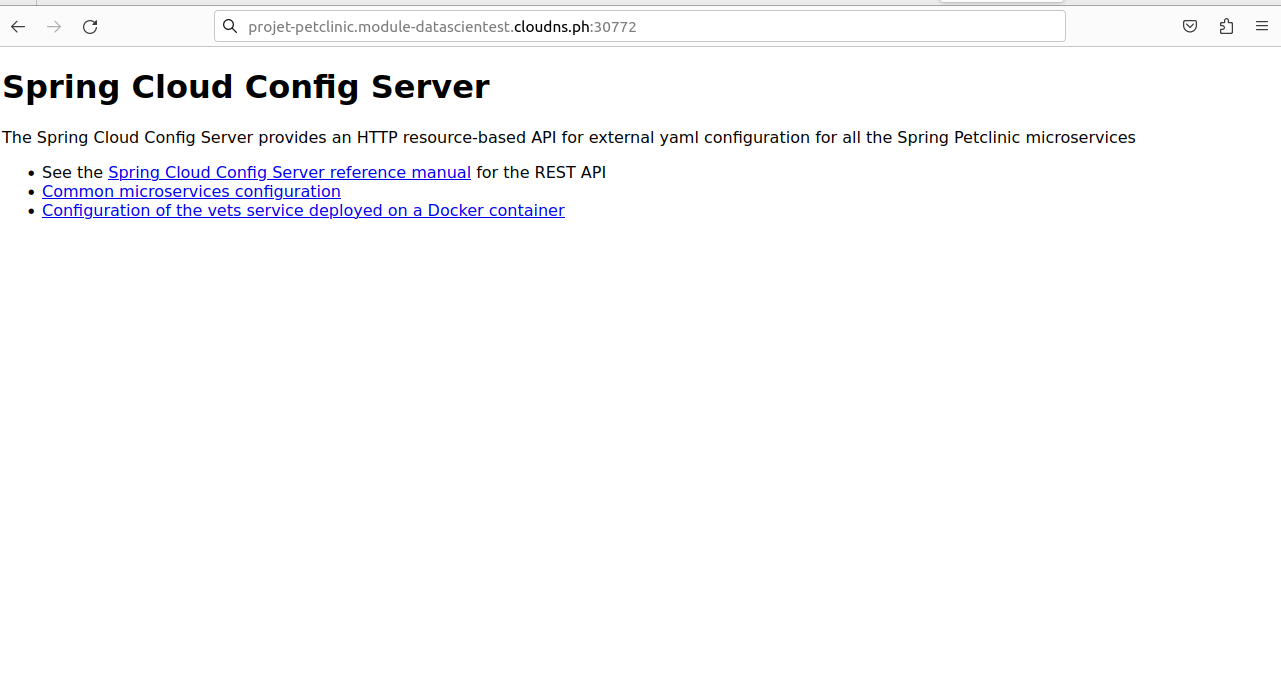 projet-petclinic.module-datascientest.cloudns.ph:30772
Spring Cloud Config Server
The Spring Cloud Config Server provides an HTTP resource-based API for external yaml configuration for all the Spring Petclinic microservices
• See the Spring Cloud Config Server reference manual for the REST API
• Common microservices configuration
• Configuration of the vets service deployed on a Docker container